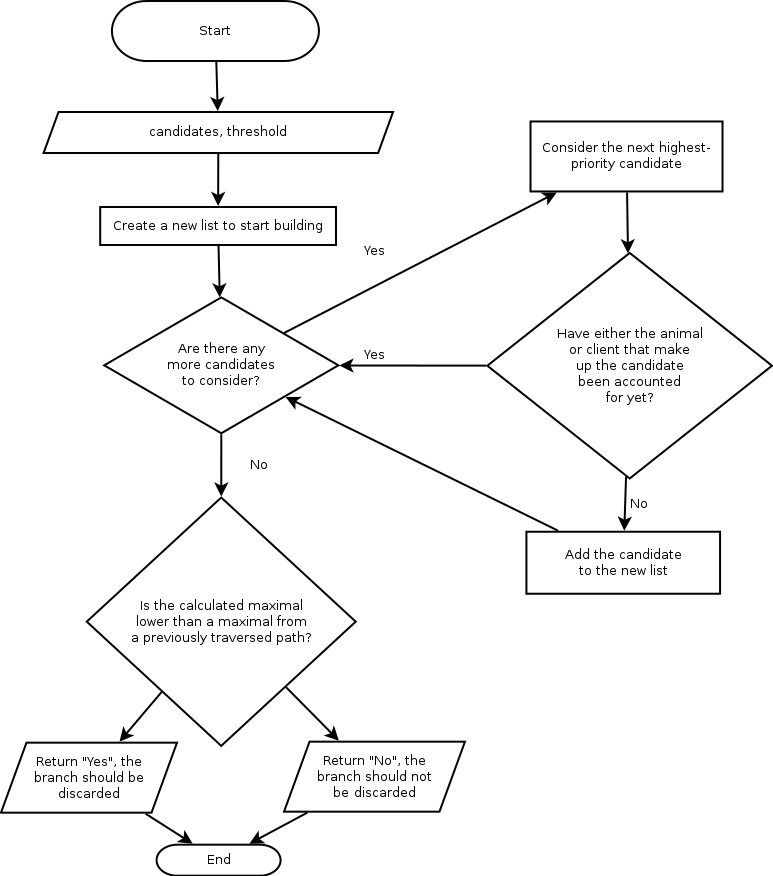 Start
candidates, threshold
Create a new list to start building
Are there any
more candidates
to consider?
Yes
Consider the next highest-
priority candidate
Have either the animal
or client that make
up the candidate
been accounted
for yet?
Yes
No
Add the candidate
to the new list
No
Is the calculated maximal
lower than a maximal from
a previously traversed path?
Return "Yes", the
branch should be
discarded
Return "No", the
branch should not
be discarded
End